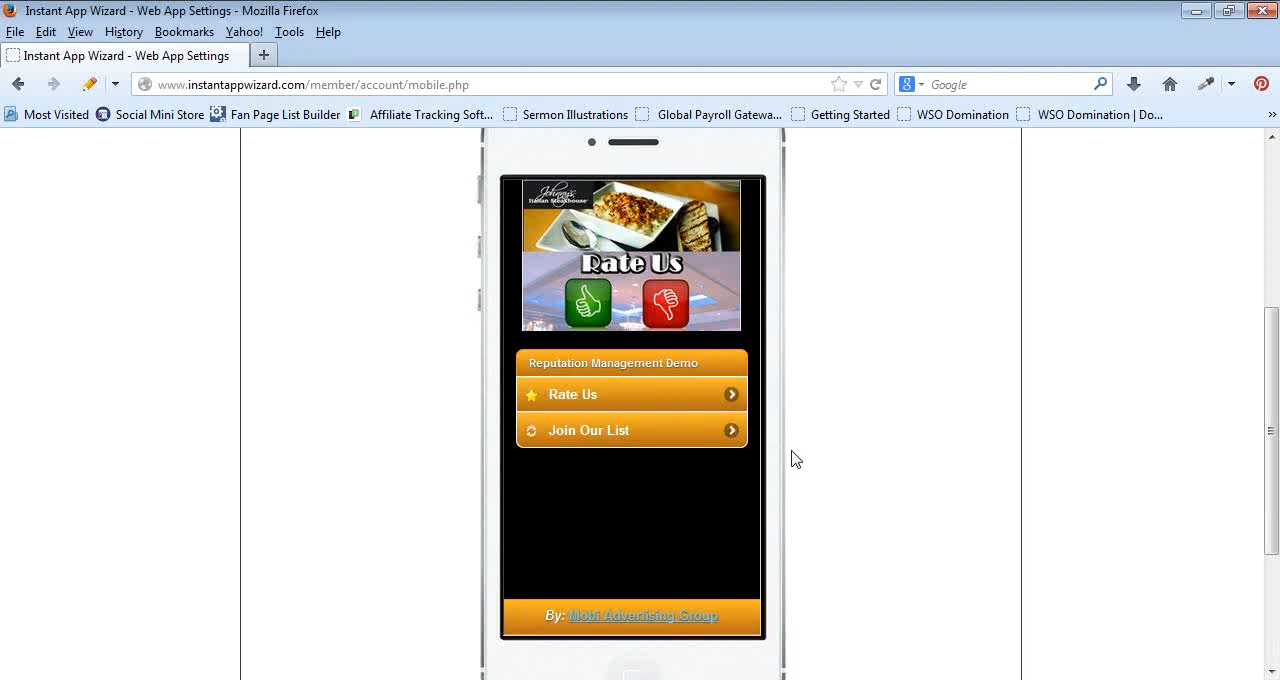 Instant App Wizard - Web App Settings - Mozilla Firefox
File Edit View History Bookmarks Yahoo! Tools Help
Instant App Wizard - Web App Settings
www.instantappwizard.com/member/account/mobile.php
Google
Most Visited Social Mini Store Fan Page List Builder Affiliate Tracking Soft... Sermon Illustrations Global Payroll Gatewa... Getting Started WSO Domination WSO Domination | Do...
Johnny's
Italian Steakhouse
Rate Us
Reputation Management Demo
Rate Us
Join Our List
By: Mobi Advertising Group